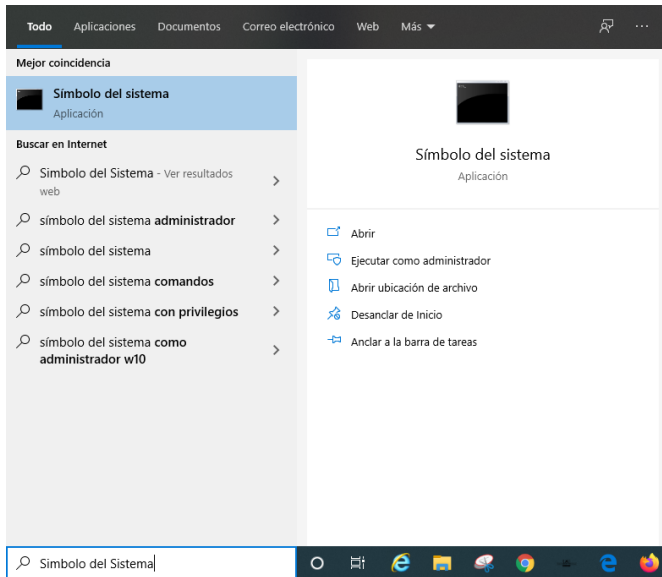 Todo Aplicaciones Documentos Correo electrónico Web Más
Mejor coincidencia
Símbolo del sistema
Aplicación
Buscar en Internet
Simbolo del Sistema - Ver resultados
web
símbolo del sistema administrador
símbolo del sistema
símbolo del sistema comandos
símbolo del sistema con privilegios
símbolo del sistema como
administrador w10
Símbolo del sistema
Aplicación
Abrir
Ejecutar como administrador
Abrir ubicación de archivo
Desanclar de Inicio
Anclar a la barra de tareas
Simbolo del Sistema